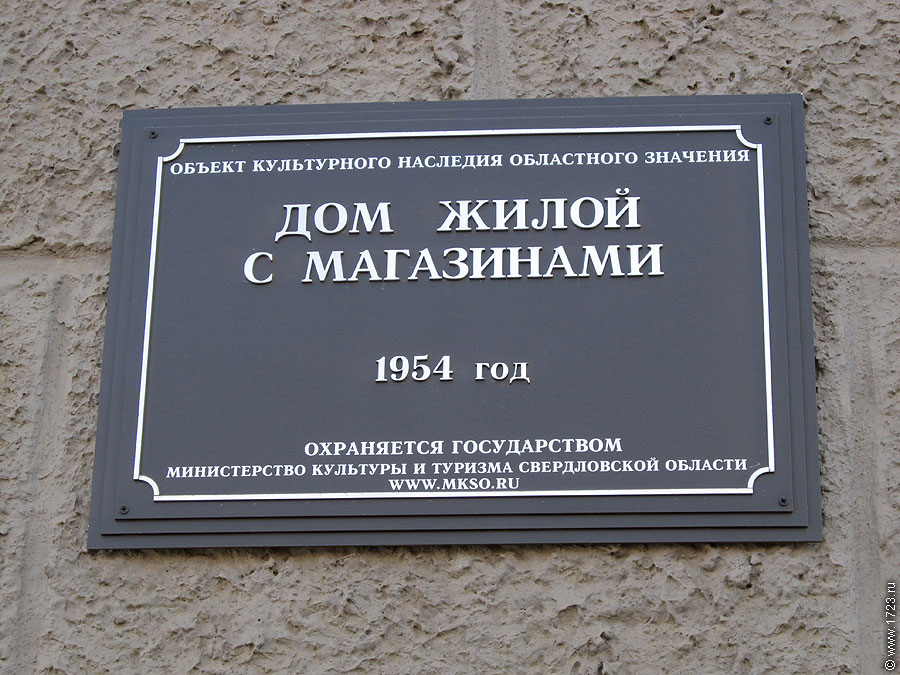 ОБЪЕКТ КУЛЬТУРНОГО НАСЛЕДИЯ ОБЛАСТНОГО ЗНАЧЕНИЯ
ДОМ ЖИЛОЙ
С МАГАЗИНАМИ
1954 год
ОХРАНЯЕТСЯ ГОСУДАРСТВОМ
МИНИСТЕРСТВО КУЛЬТУРЫ И ТУРИЗМА СВЕРДЛОВСКОЙ ОБЛАСТИ
WWW.MKSO.RU
© www.1723.ru